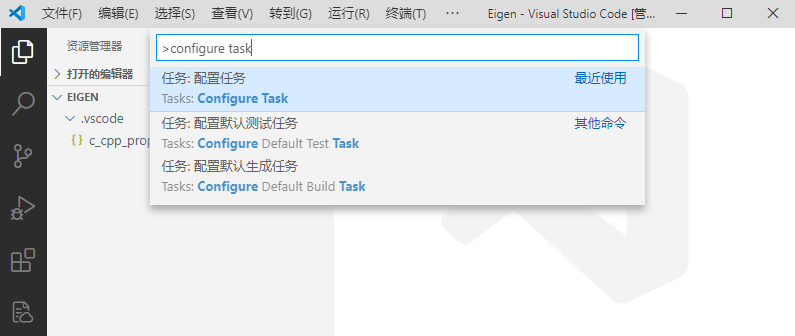 文件(F) 编辑(E) 选择(S) 查看(V) 转到(G) 运行(R) 终端(T) ··· Eigen - Visual Studio Code [管...
资源管理器
>configure task
打开的编辑器
任务: 配置任务 最近使用
Tasks: Configure Task
EIGEN
.vscode
任务: 配置默认测试任务 其他命令
{} c_cpp_prop
Tasks: Configure Default Test Task
任务: 配置默认生成任务
Tasks: Configure Default Build Task